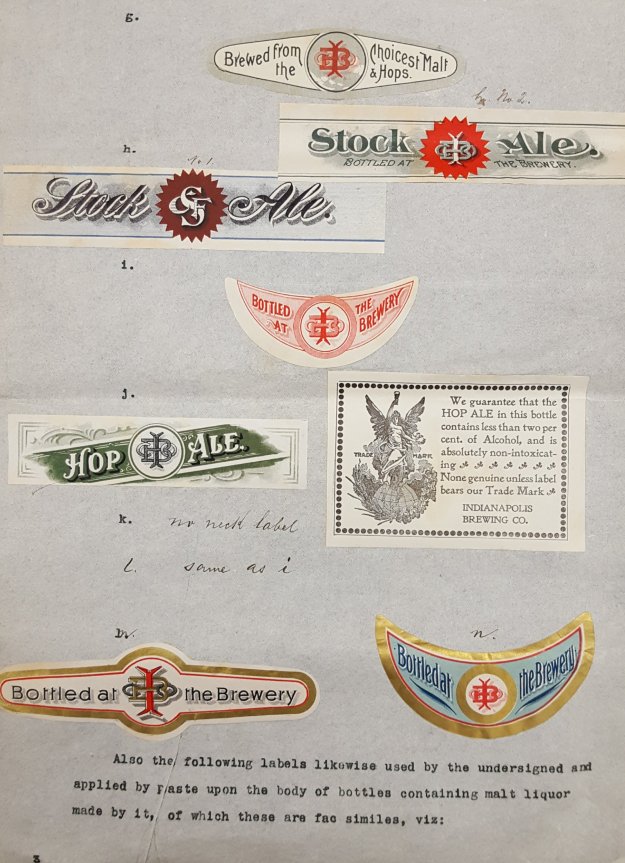 g.
Brewed from the Choicest Malt & Hops.
by. No 2.
Stock Ale.
BOTTLED AT THE BREWERY.
h.
No 1.
Stock Ale.
i.
BOTTLED AT THE BREWERY
j.
HOP ALE.
We guarantee that the
HOP ALE in this bottle
contains less than two per
cent. of Alcohol, and is
absolutely non-intoxicat-
ing
None genuine unless label
bears our Trade Mark
INDIANAPOLIS
BREWING CO.
TRADE MARK
k. no neck label
l. same as i
m.
n.
Bottled at the Brewery
Bottled at the Brewery
Also the following labels likewise used by the undersigned and
applied by paste upon the body of bottles containing malt liquor
made by it, of which these are fac similes, viz:
3